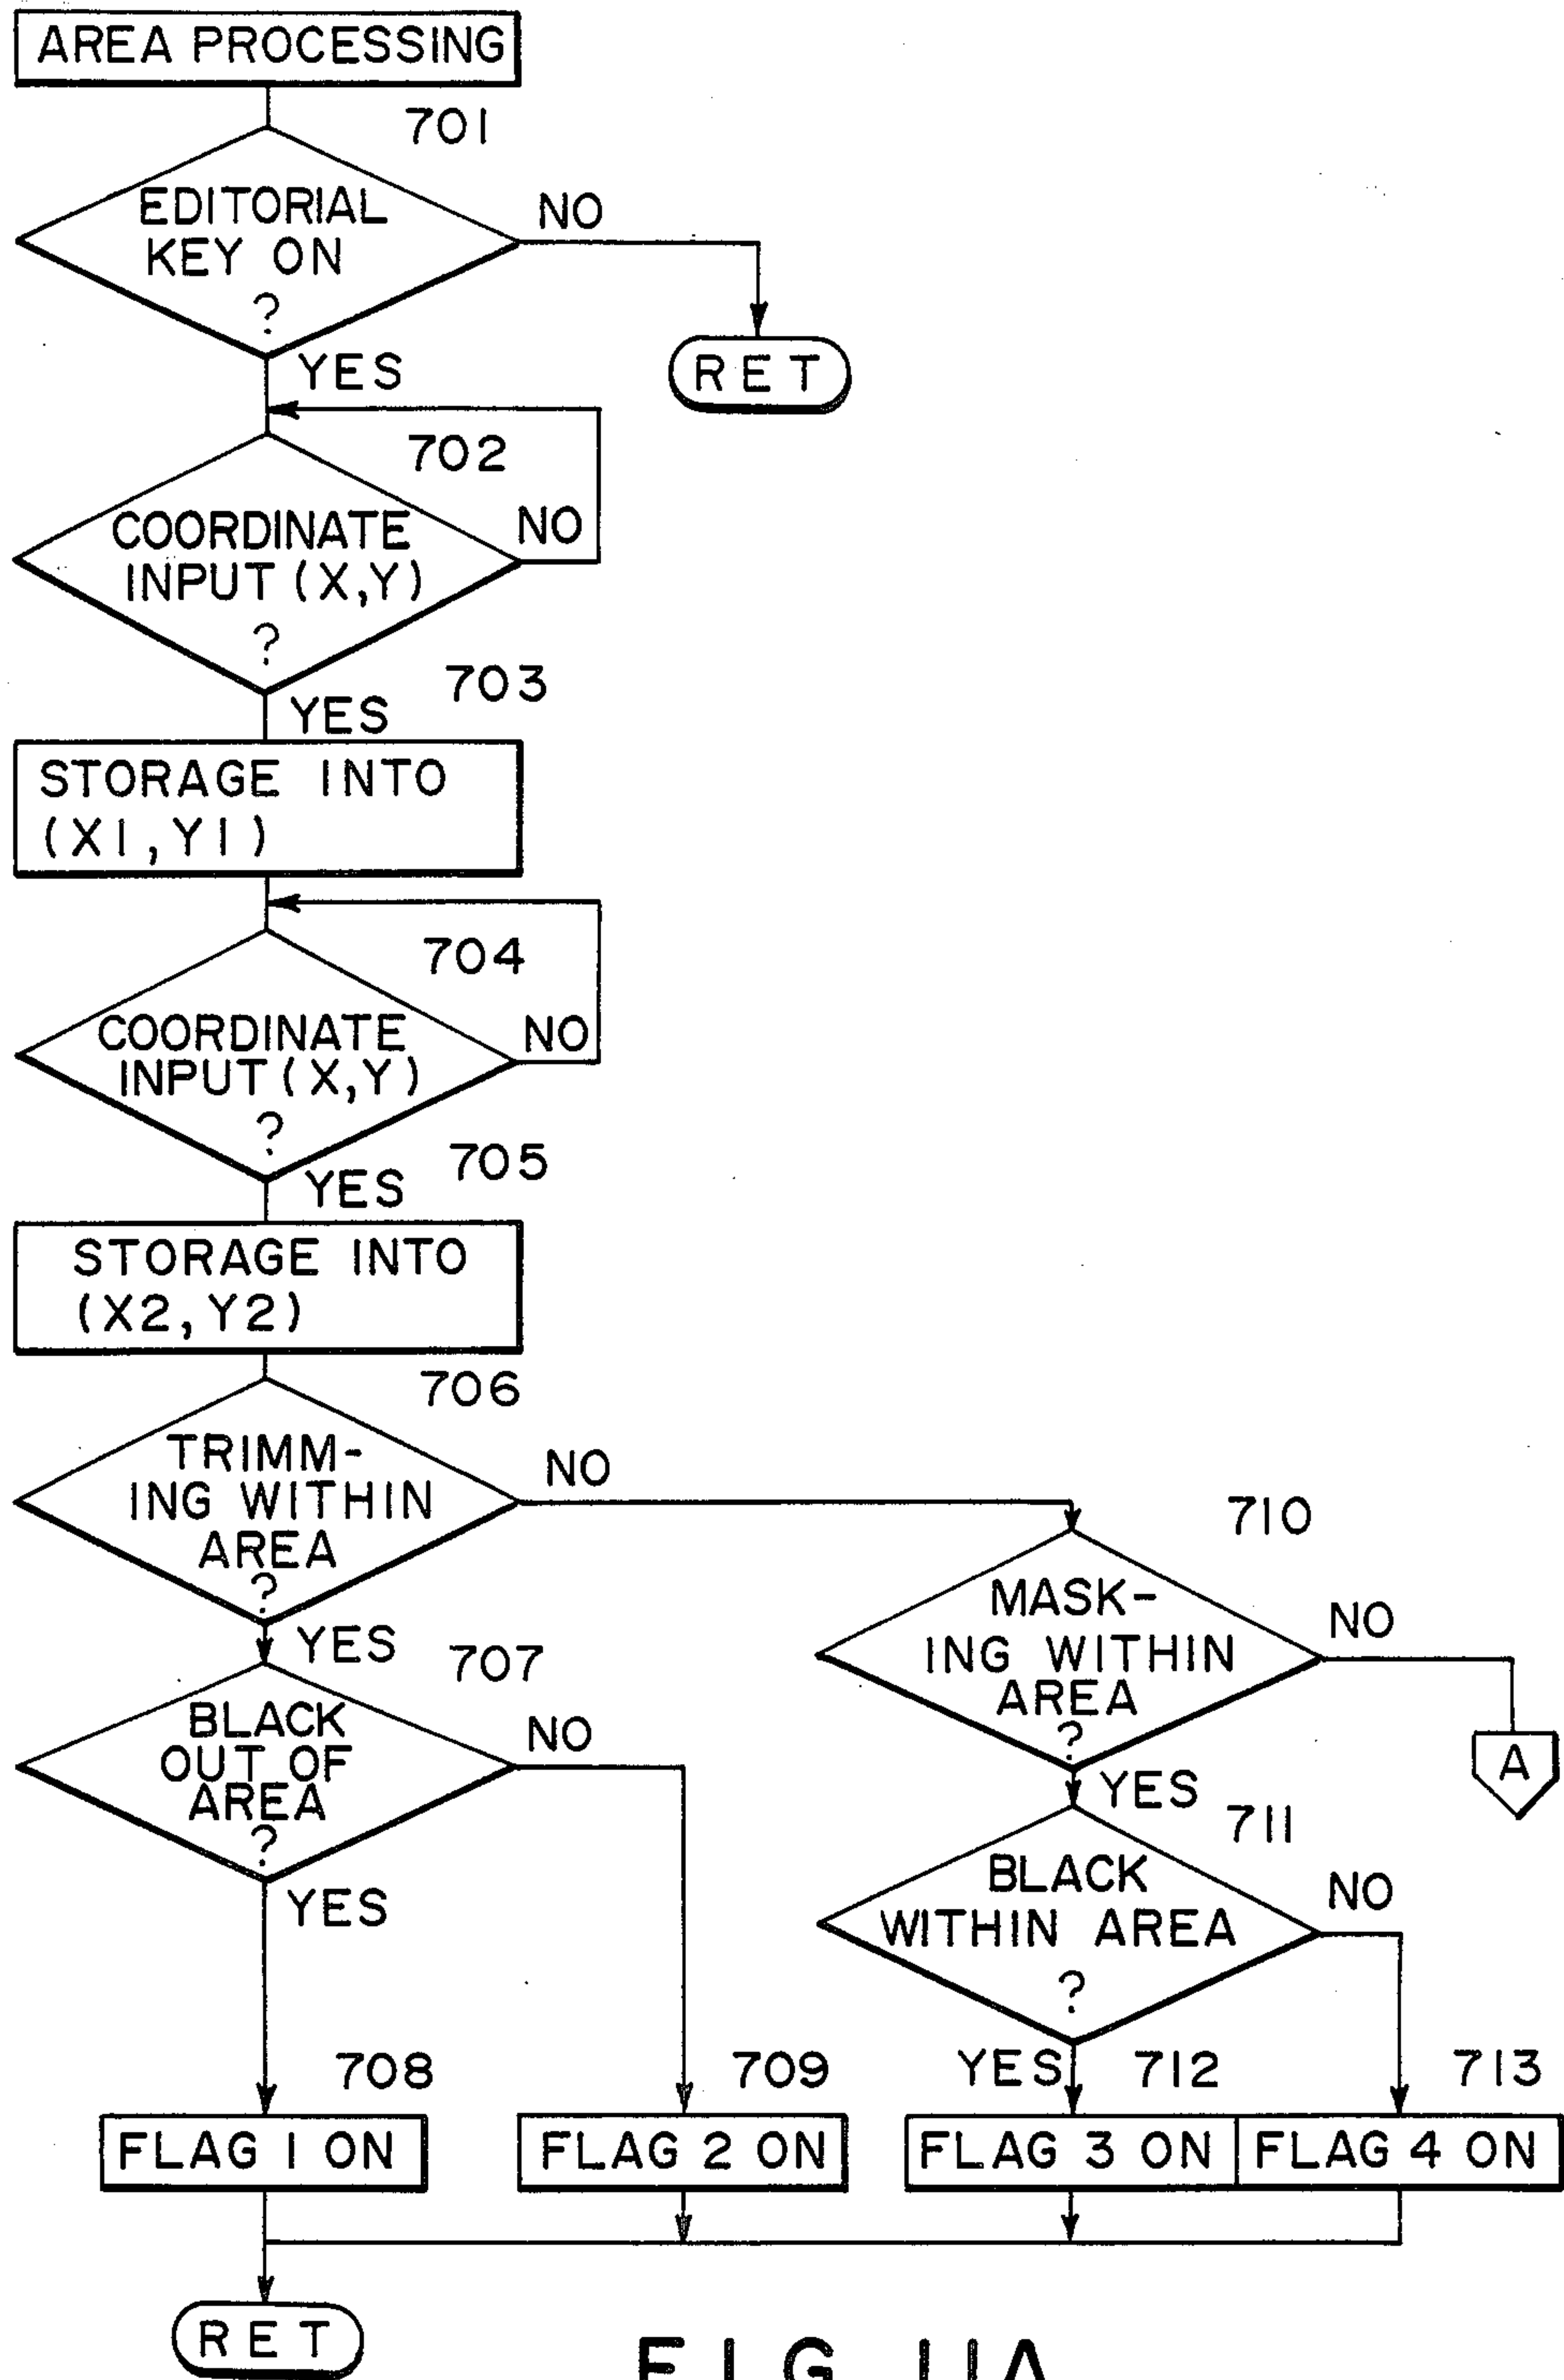 AREA PROCESSING
701
EDITORIAL
KEY ON
?
NO
RET
YES
702
COORDINATE
INPUT (X,Y)
?
NO
703
YES
STORAGE INTO
(X1,Y1)
704
COORDINATE
INPUT (X,Y)
?
NO
705
YES
STORAGE INTO
(X2,Y2)
706
TRIMM-
ING WITHIN
AREA
?
NO
YES
707
BLACK
OUT OF
AREA
?
NO
YES
710
MASK-
ING WITHIN
AREA
?
NO
A
YES
711
BLACK
WITHIN AREA
?
NO
YES
708
709
712
713
FLAG 1 ON
FLAG 2 ON
FLAG 3 ON
FLAG 4 ON
RET
FIG. 11A